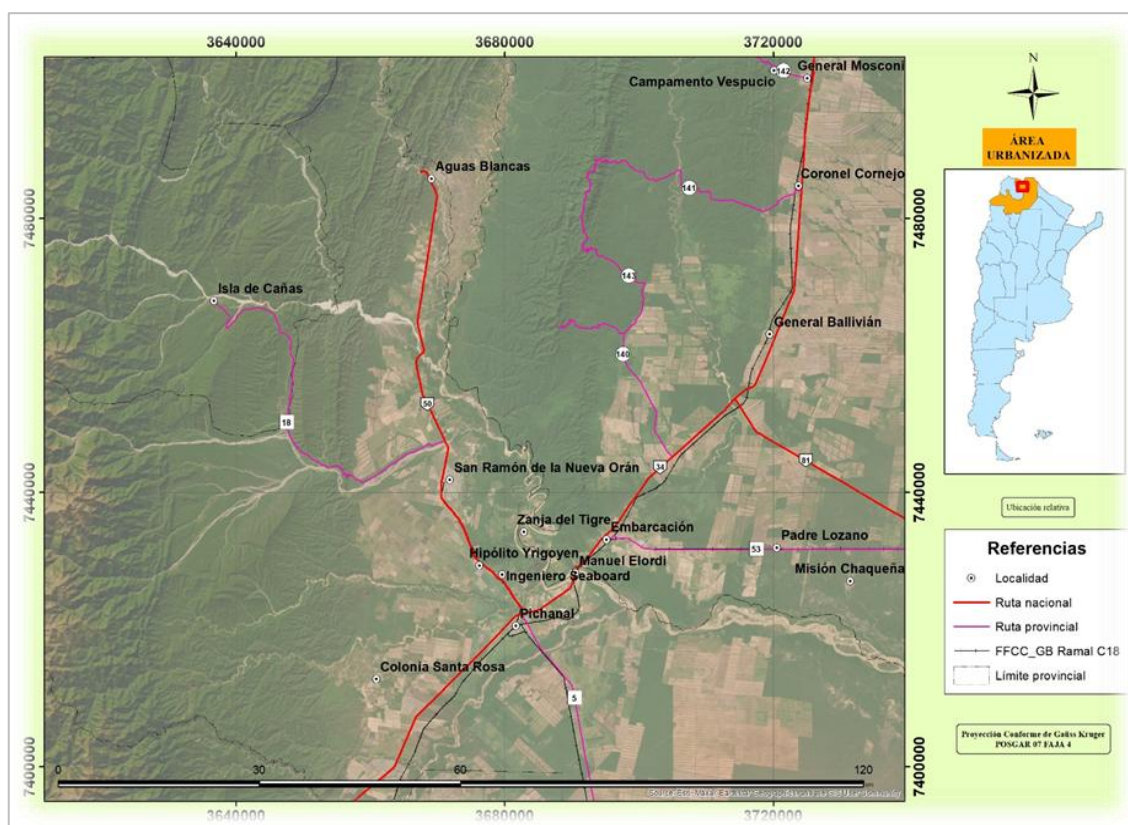 3640000
3680000
3720000
N
ÁREA
URBANIZADA
General Mosconi
142
Campamento Vespucio
Aguas Blancas
Coronel Cornejo
141
7480000
7480000
143
Isla de Cañas
General Ballivián
140
50
18
81
San Ramón de la Nueva Orán
34
7440000
7440000
Zanja del Tigre
Embarcación
53
Padre Lozano
Hipólito Yrigoyen
Manuel Elordi
Misión Chaqueña
Ingeniero Seaboard
Pichanal
Colonia Santa Rosa
5
7400000
7400000
0
30
60
120
3640000
3680000
3720000
Ubicación relativa
Referencias
Localidad
Ruta nacional
Ruta provincial
FFCC_GB Ramal C18
Límite provincial
Proyección Conforme de Gaüss Kruger
POSGAR 07 FAJA 4